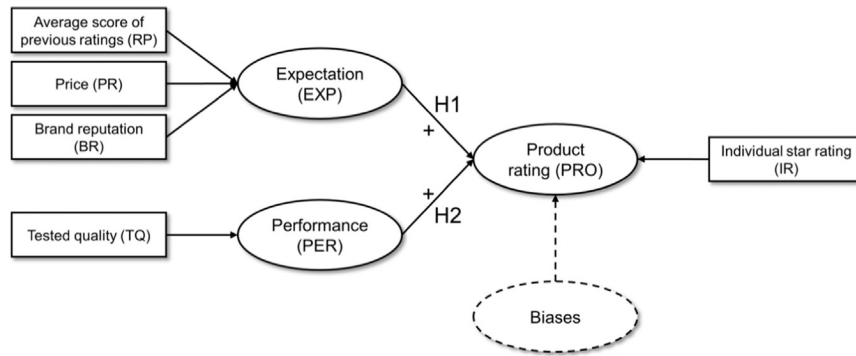 Average score of
previous ratings (RP)
Price (PR)
Brand reputation
(BR)
Tested quality (TQ)
Expectation
(EXP)
Performance
(PER)
H1
+
+
H2
Product
rating (PRO)
Individual star rating
(IR)
Biases